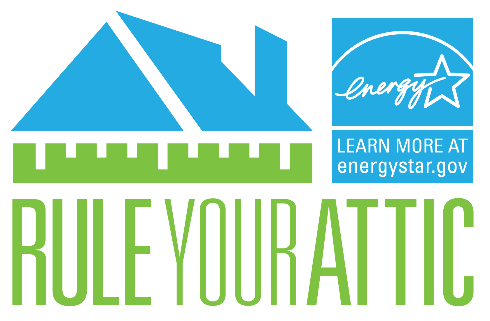 energy
LEARN MORE AT
energystar.gov
RULE YOUR ATTIC